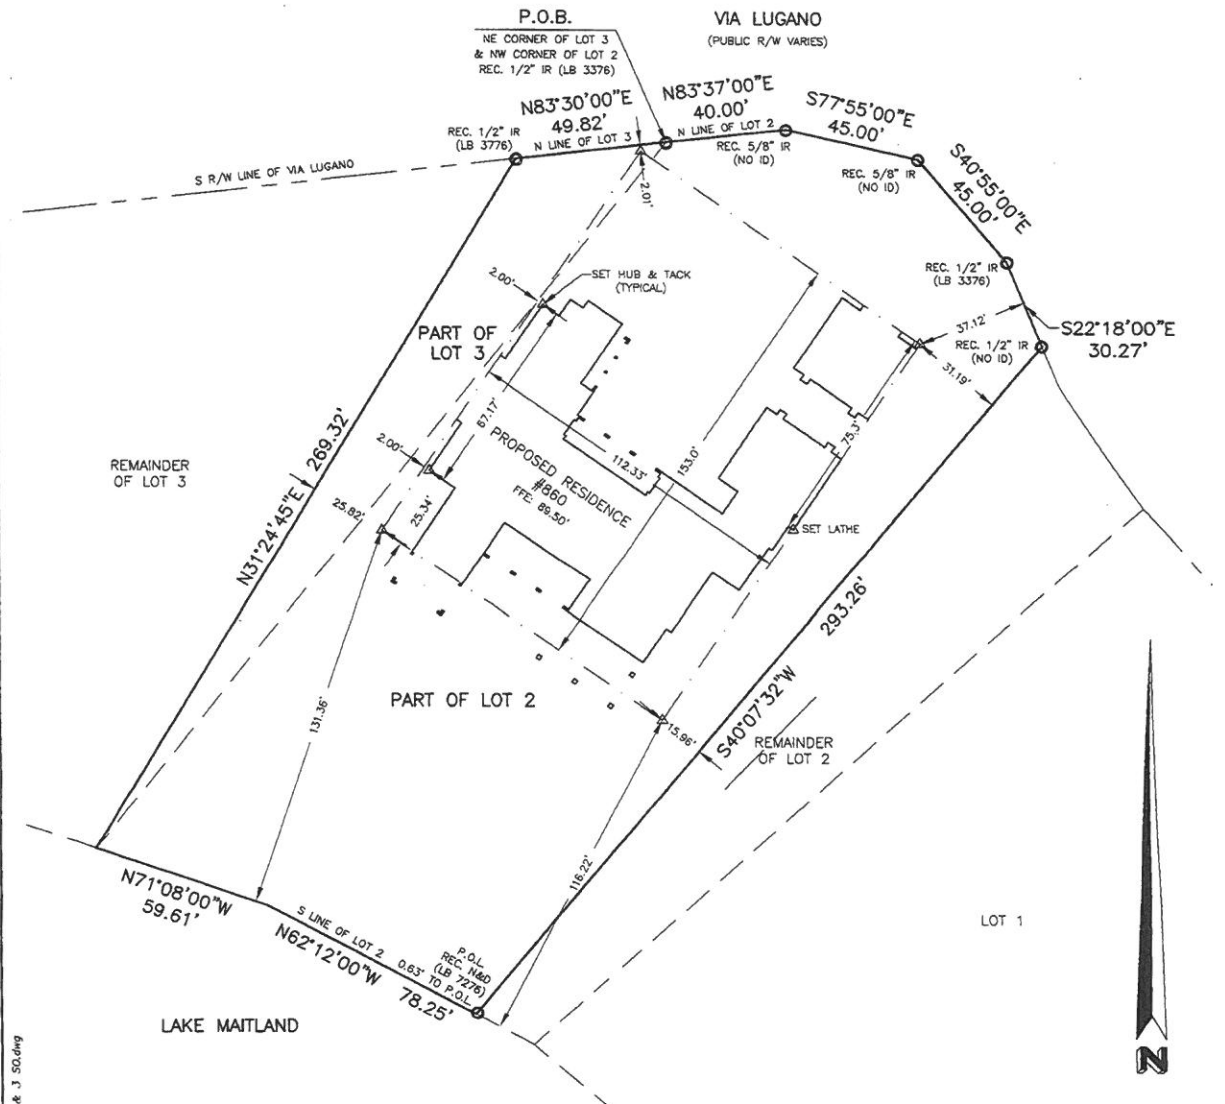 P.O.B.
NE CORNER OF LOT 3
& NW CORNER OF LOT 2
REC. 1/2" IR (LB 3376)
VIA LUGANO
(PUBLIC R/W VARIES)
N83°30'00"E
49.82'
N LINE OF LOT 3
N83°37'00"E
40.00'
N LINE OF LOT 2
S77°55'00"E
45.00'
S40°55'00"E
45.00'
REC. 1/2" IR
(LB 3776)
REC. 5/8" IR
(NO ID)
REC. 5/8" IR
(NO ID)
S R/W LINE OF VIA LUGANO
2.01'
REC. 1/2" IR
(LB 3376)
2.00'
SET HUB & TACK
(TYPICAL)
37.12'
S22°18'00"E
30.27'
REC. 1/2" IR
(NO ID)
31.19'
PART OF
LOT 3
67.17'
75.3'
153.0'
112.33'
PROPOSED RESIDENCE
#860
FFE: 89.50'
2.00'
N31°24'45"E 269.32'
REMAINDER
OF LOT 3
25.82'
25.34'
SET LATHE
293.26'
S40°07'32"W
PART OF LOT 2
131.36'
15.96'
REMAINDER
OF LOT 2
116.22'
N71°08'00"W
59.61'
S LINE OF LOT 2
N62°12'00"W 78.25'
0.63' TO P.O.L.
P.O.L.
REC. N&D
(LB 7276)
LOT 1
LAKE MAITLAND
N
& 3 SO.dwg